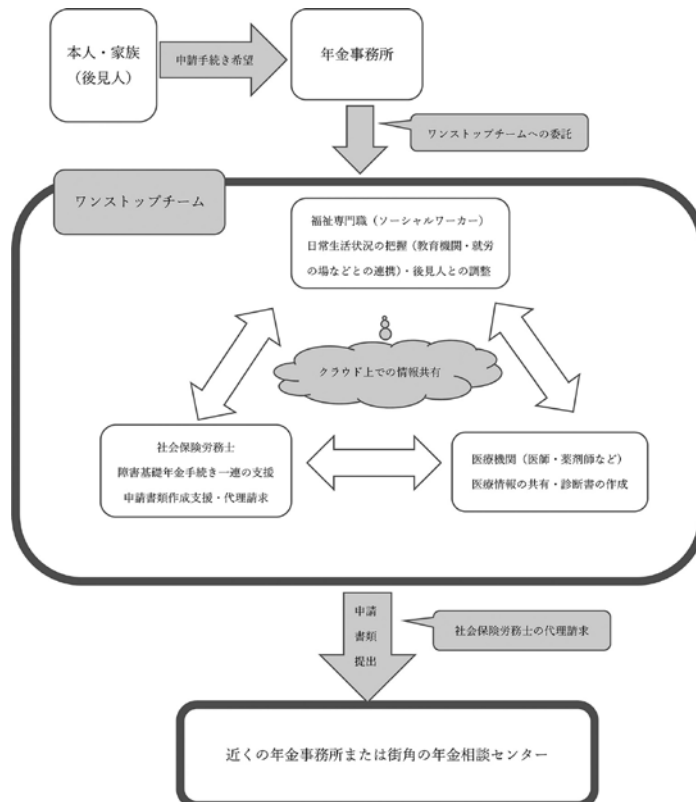 本人・家族
（後見人）
申請手続き希望
年金事務所
ワンストップチームへの委託
ワンストップチーム
福祉専門職（ソーシャルワーカー）
日常生活状況の把握（教育機関・就労
の場などとの連携）・後見人との調整
クラウド上での情報共有
社会保険労務士
障害基礎年金手続き一連の支援
申請書類作成支援・代理請求
医療機関（医師・薬剤師など）
医療情報の共有・診断書の作成
申請
書類
提出
社会保険労務士の代理請求
近くの年金事務所または街角の年金相談センター